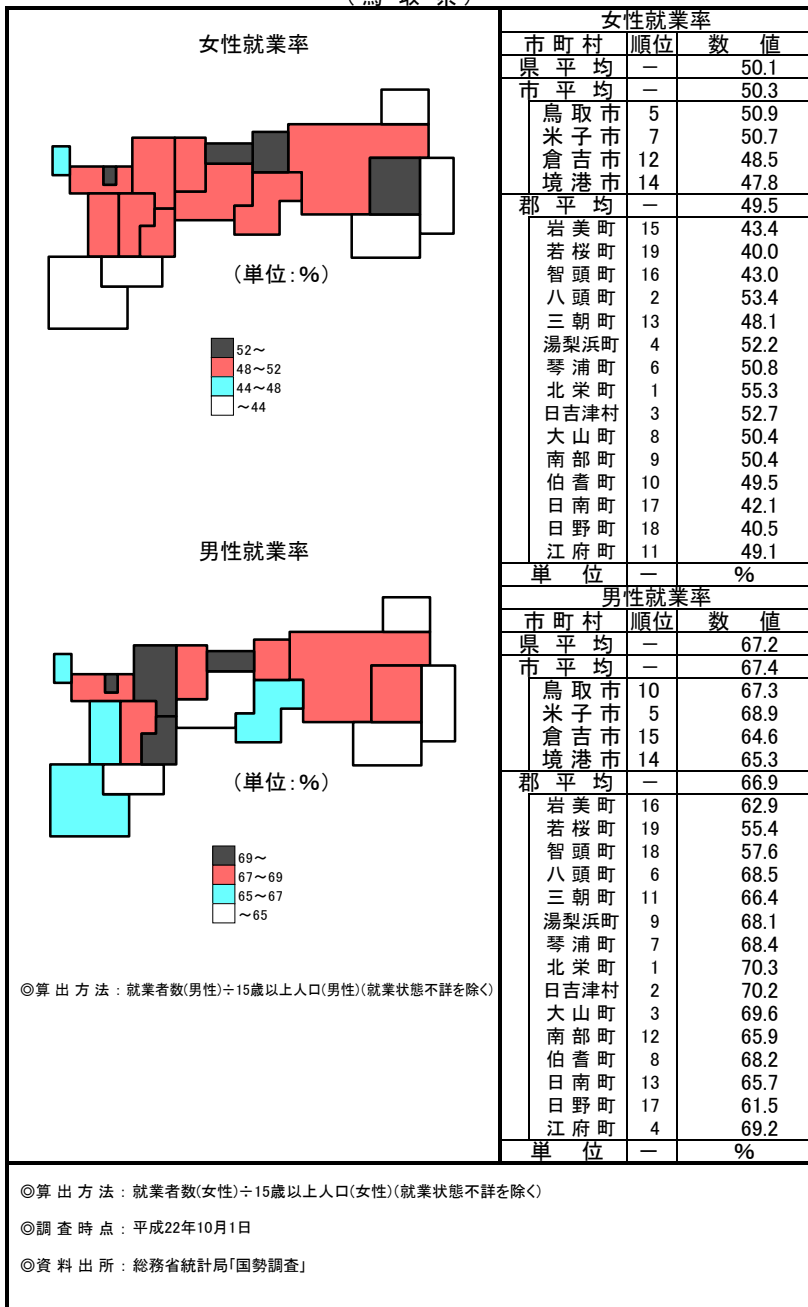 (鳥 取 県)
女性就業率
(単位:％)
52～
48～52
44～48
～44
男性就業率
(単位:％)
69～
67～69
65～67
～65
◎算 出 方 法 : 就業者数(男性)÷15歳以上人口(男性)(就業状態不詳を除く)
女性就業率
市 町 村 順位 数 値
県 平 均 － 50.1
市 平 均 － 50.3
鳥 取 市 5 50.9
米 子 市 7 50.7
倉 吉 市 12 48.5
境 港 市 14 47.8
郡 平 均 － 49.5
岩 美 町 15 43.4
若 桜 町 19 40.0
智 頭 町 16 43.0
八 頭 町 2 53.4
三 朝 町 13 48.1
湯梨浜町 4 52.2
琴 浦 町 6 50.8
北 栄 町 1 55.3
日吉津村 3 52.7
大 山 町 8 50.4
南 部 町 9 50.4
伯 耆 町 10 49.5
日 南 町 17 42.1
日 野 町 18 40.5
江 府 町 11 49.1
単 位 － ％
男性就業率
市 町 村 順位 数 値
県 平 均 － 67.2
市 平 均 － 67.4
鳥 取 市 10 67.3
米 子 市 5 68.9
倉 吉 市 15 64.6
境 港 市 14 65.3
郡 平 均 － 66.9
岩 美 町 16 62.9
若 桜 町 19 55.4
智 頭 町 18 57.6
八 頭 町 6 68.5
三 朝 町 11 66.4
湯梨浜町 9 68.1
琴 浦 町 7 68.4
北 栄 町 1 70.3
日吉津村 2 70.2
大 山 町 3 69.6
南 部 町 12 65.9
伯 耆 町 8 68.2
日 南 町 13 65.7
日 野 町 17 61.5
江 府 町 4 69.2
単 位 － ％
◎算 出 方 法 : 就業者数(女性)÷15歳以上人口(女性)(就業状態不詳を除く)
◎調 査 時 点 : 平成22年10月1日
◎資 料 出 所 : 総務省統計局「国勢調査」